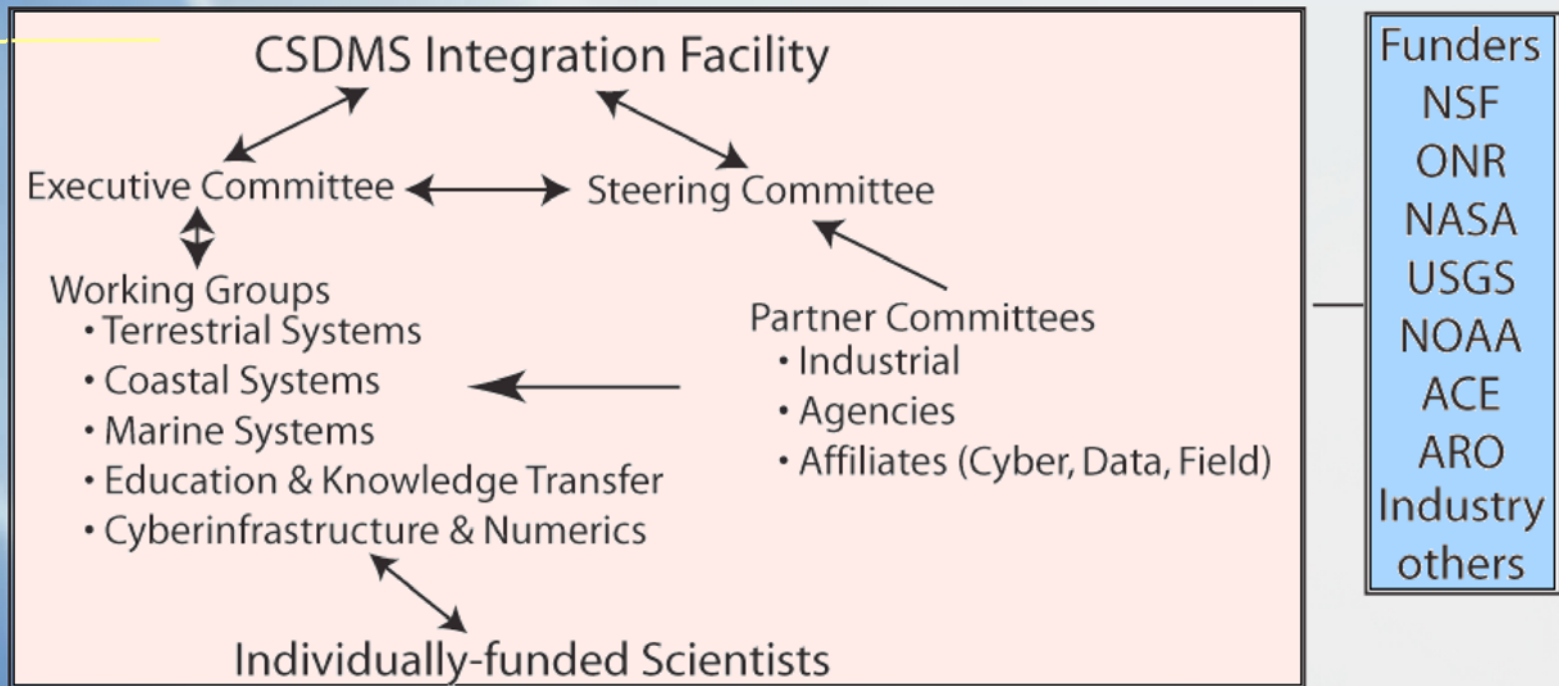 CSDMS Integration Facility
Executive Committee
Steering Committee
Working Groups
• Terrestrial Systems
• Coastal Systems
• Marine Systems
• Education & Knowledge Transfer
• Cyberinfrastructure & Numerics
Partner Committees
• Industrial
• Agencies
• Affiliates (Cyber, Data, Field)
Individually-funded Scientists
Funders
NSF
ONR
NASA
USGS
NOAA
ACE
ARO
Industry
others